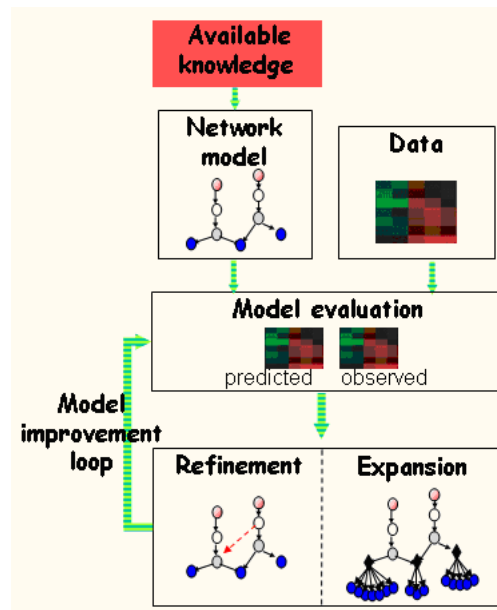 Available
knowledge
Network
model
Data
Model evaluation
predicted observed
Model
improvement
loop
Refinement
Expansion